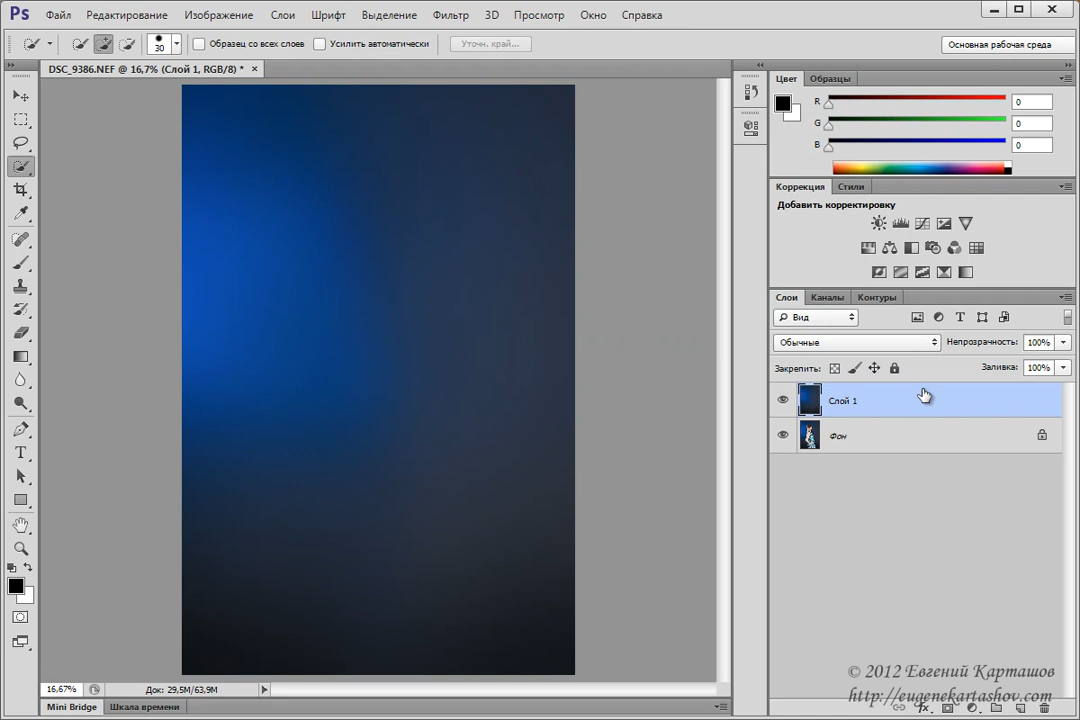 Ps Файл Редактирование Изображение Слои Шрифт Выделение Фильтр 3D Просмотр Окно Справка
30 Образец со всех слоев Усилить автоматически Уточн. край... Основная рабочая среда
DSC_9386.NEF @ 16,7% (Слой 1, RGB/8) * ×
Цвет Образцы
R 0
G 0
B 0
Коррекция Стили
Добавить корректировку
Слои Каналы Контуры
Вид
Обычные Непрозрачность: 100%
Закрепить: Заливка: 100%
Слой 1
Фон
© 2012 Евгений Карташов
http://eugenekartashov.com
16,67% Док: 29,5M/63,9M
Mini Bridge Шкала времени